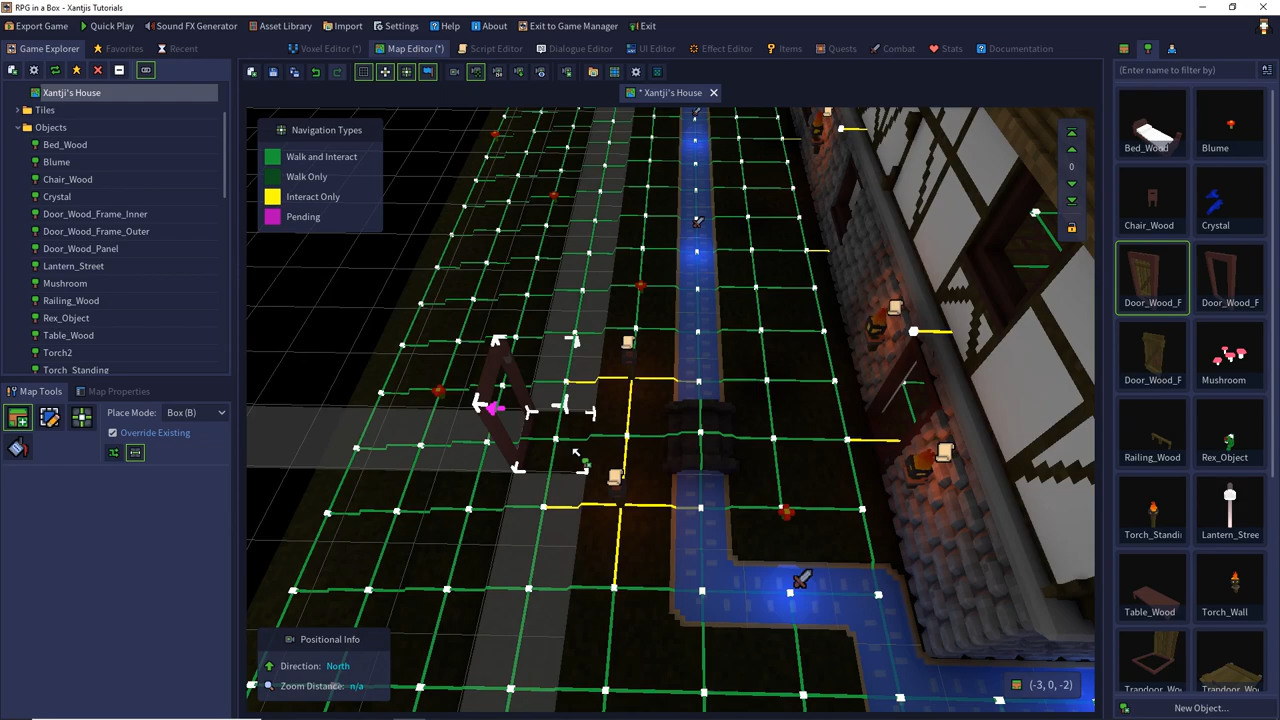 RPG in a Box - Xantjis Tutorials
Export Game Quick Play Sound FX Generator Asset Library Import Settings Help About Exit to Game Manager Exit
Game Explorer Favorites Recent Voxel Editor (*) Map Editor (*) Script Editor Dialogue Editor (*) UI Editor Effect Editor Items Quests Combat Stats Documentation
Xantji's House
* Xantji's House
(Enter name to filter by)
Tiles
Objects
Bed_Wood
Blume
Chair_Wood
Crystal
Door_Wood_Frame_Inner
Door_Wood_Frame_Outer
Door_Wood_Panel
Lantern_Street
Mushroom
Railing_Wood
Rex_Object
Table_Wood
Torch2
Torch_Standing
Map Tools Map Properties
Place Mode: Box (B)
Override Existing
Navigation Types
Walk and Interact
Walk Only
Interact Only
Pending
0
Positional Info
Direction: North
Zoom Distance: n/a
(-3, 0, -2)
Bed_Wood Blume
Chair_Wood Crystal
Door_Wood_F Door_Wood_F
Door_Wood_F Mushroom
Railing_Wood Rex_Object
Torch_Standi Lantern_Stree
Table_Wood Torch_Wall
Trapdoor_Wo Trapdoor_Wo
New Object...